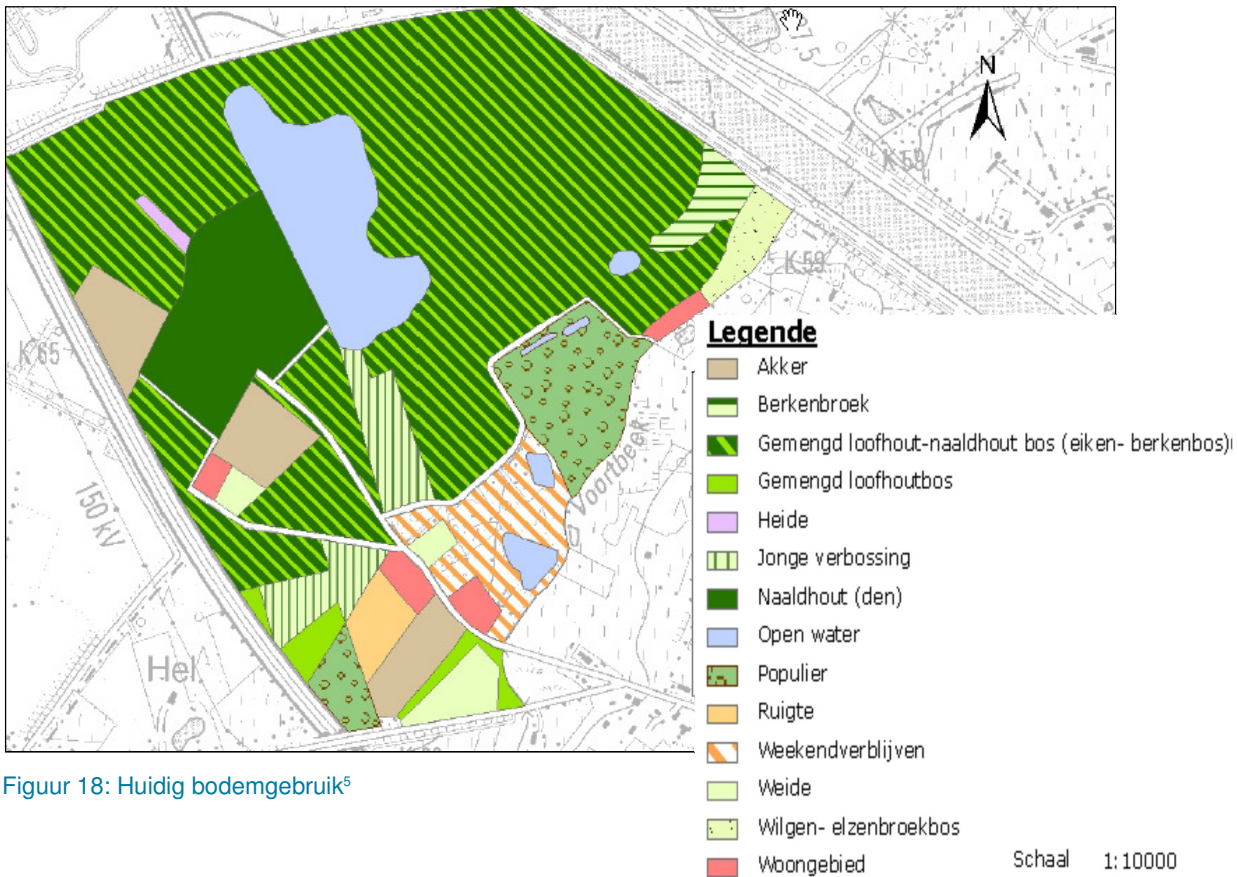 N
K 59
K 59
K 65
150 kV
Voortbeek
Hel
Legende
Akker
Berkenbroek
Gemengd loofhout-naaldhout bos (eiken- berkenbos)
Gemengd loofhoutbos
Heide
Jonge verbossing
Naaldhout (den)
Open water
Populier
Ruigte
Weekendverblijven
Weide
Wilgen- elzenbroekbos
Woongebied
Schaal 1:10000
Figuur 18: Huidig bodemgebruik⁵